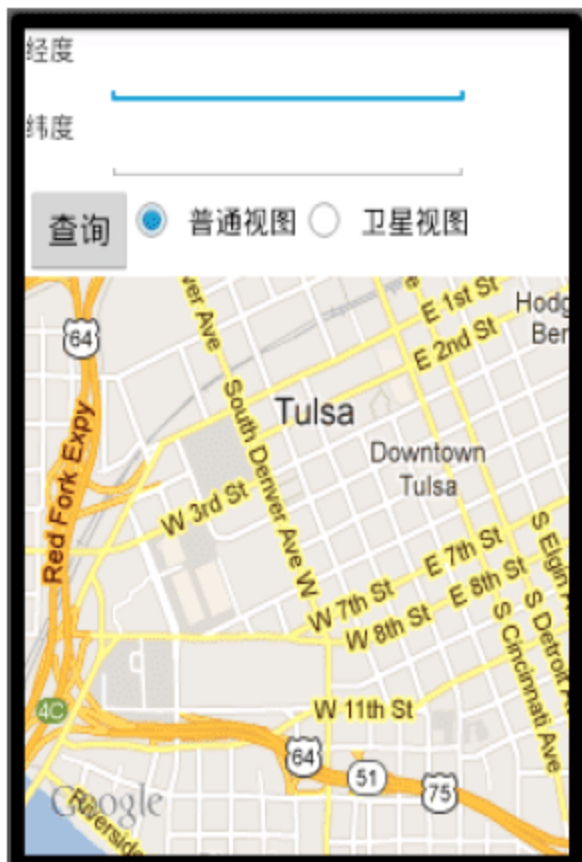 经度
纬度
查询 普通视图 卫星视图
E 1st St
E 2nd St
64
ver Ave
Tulsa
Downtown
Tulsa
Red Fork Expy
South Denver Ave W
W 3rd St
E 7th St
E 8th St
W 7th St
W 8th St
S Elgin A
S Detroit Av
S Cincinnati Ave
4C
W 11th St
64
51
75
Google
Riverside